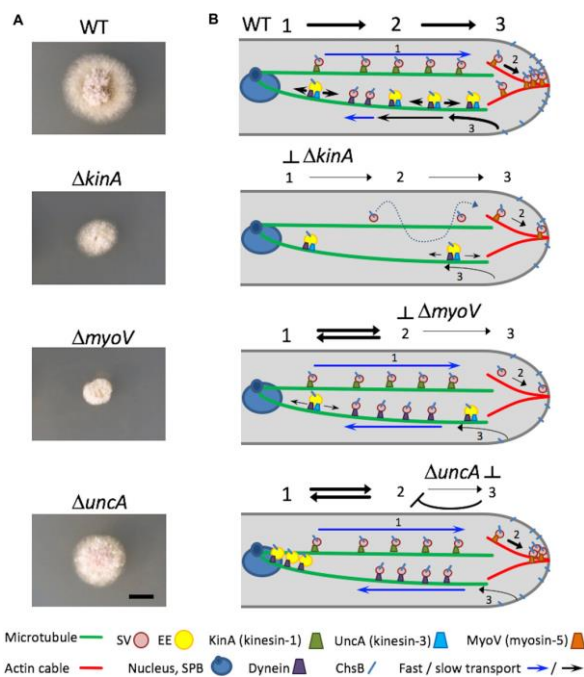 A
B
WT
WT 1 2 3
1
2
3
ΔkinA
⊥ ΔkinA
1 2 3
2
3
ΔmyoV
⊥ ΔmyoV
1 2 3
1
2
3
ΔuncA
ΔuncA ⊥
1 2 3
1
2
3
Microtubule SV EE KinA (kinesin-1) UncA (kinesin-3) MyoV (myosin-5)
Actin cable Nucleus, SPB Dynein ChsB Fast / slow transport /